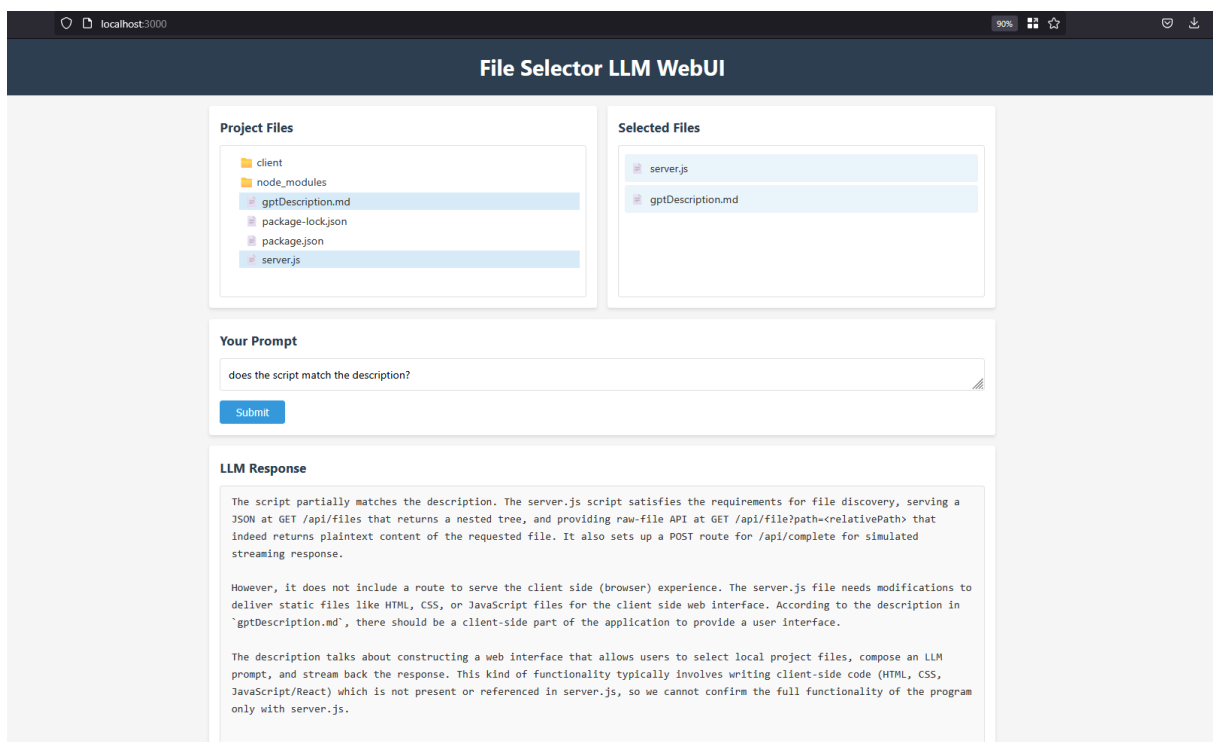 localhost:3000
90%
File Selector LLM WebUI
Project Files
client
node_modules
gptDescription.md
package-lock.json
package.json
server.js
Selected Files
server.js
gptDescription.md
Your Prompt
does the script match the description?
Submit
LLM Response
The script partially matches the description. The server.js script satisfies the requirements for file discovery, serving a
JSON at GET /api/files that returns a nested tree, and providing raw-file API at GET /api/file?path=<relativePath> that
indeed returns plaintext content of the requested file. It also sets up a POST route for /api/complete for simulated
streaming response.
However, it does not include a route to serve the client side (browser) experience. The server.js file needs modifications to
deliver static files like HTML, CSS, or JavaScript files for the client side web interface. According to the description in
`gptDescription.md`, there should be a client-side part of the application to provide a user interface.
The description talks about constructing a web interface that allows users to select local project files, compose an LLM
prompt, and stream back the response. This kind of functionality typically involves writing client-side code (HTML, CSS,
JavaScript/React) which is not present or referenced in server.js, so we cannot confirm the full functionality of the program
only with server.js.